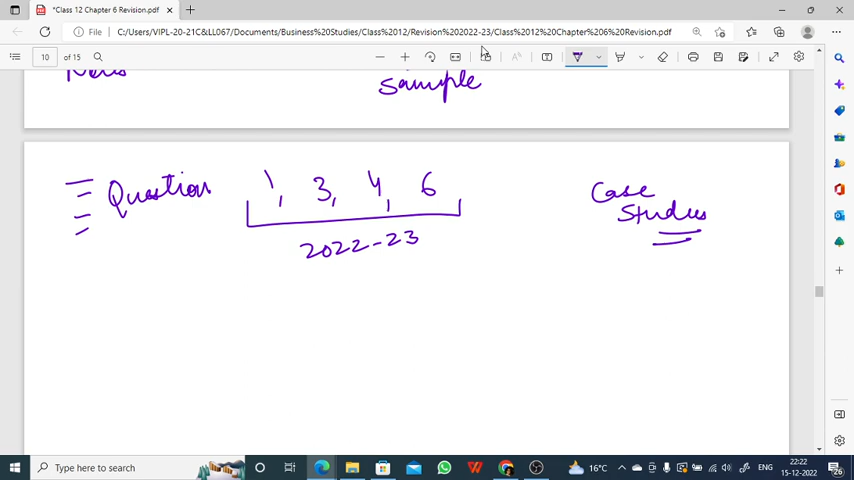 *Class 12 Chapter 6 Revision.pdf
File
C:/Users/VIPL-20-21C&LL067/Documents/Business%20Studies/Class%2012/Revision%202022-23/Class%2012%20Chapter%206%20Revision.pdf
10 of 15
Sample
Question 1, 3, 4, 6
Case
Studies
2022-23
Type here to search
16°C
ENG
22:22
15-12-2022
26